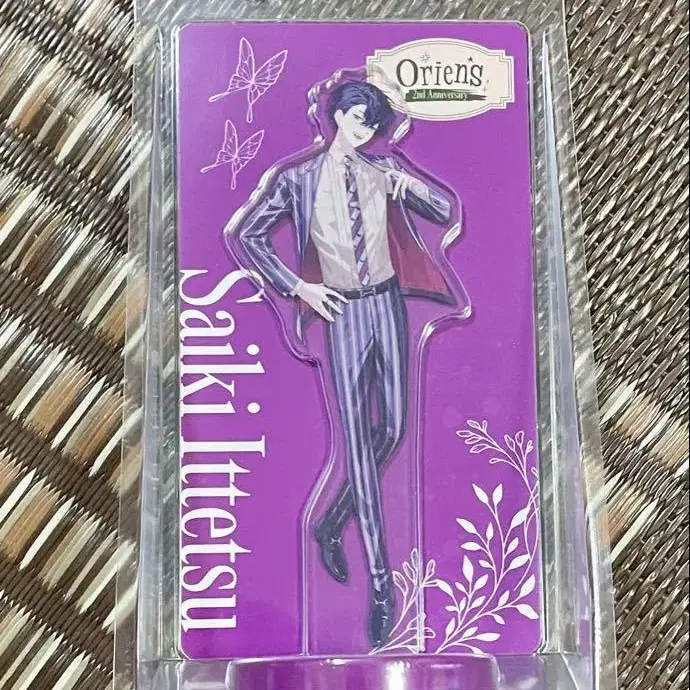 Oriens
2nd Anniversary
Saiki Ittetsu